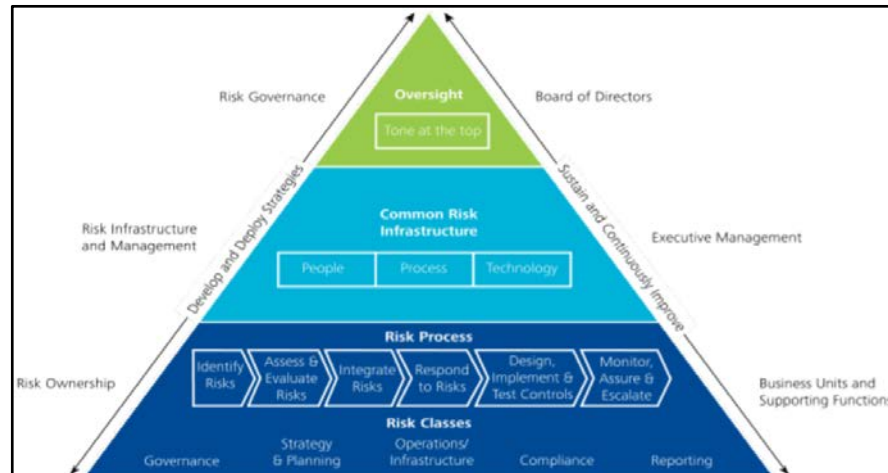 Risk Governance
Oversight
Board of Directors
Tone at the top
Develop and Deploy Strategies
Sustain and Continuously Improve
Risk Infrastructure
and Management
Common Risk
Infrastructure
Executive Management
People
Process
Technology
Risk Ownership
Risk Process
Identify
Risks
Assess &
Evaluate
Risks
Integrate
Risks
Respond
to Risks
Design,
Implement &
Test Controls
Monitor,
Assure &
Escalate
Business Units and
Supporting Functions
Risk Classes
Governance
Strategy
& Planning
Operations/
Infrastructure
Compliance
Reporting